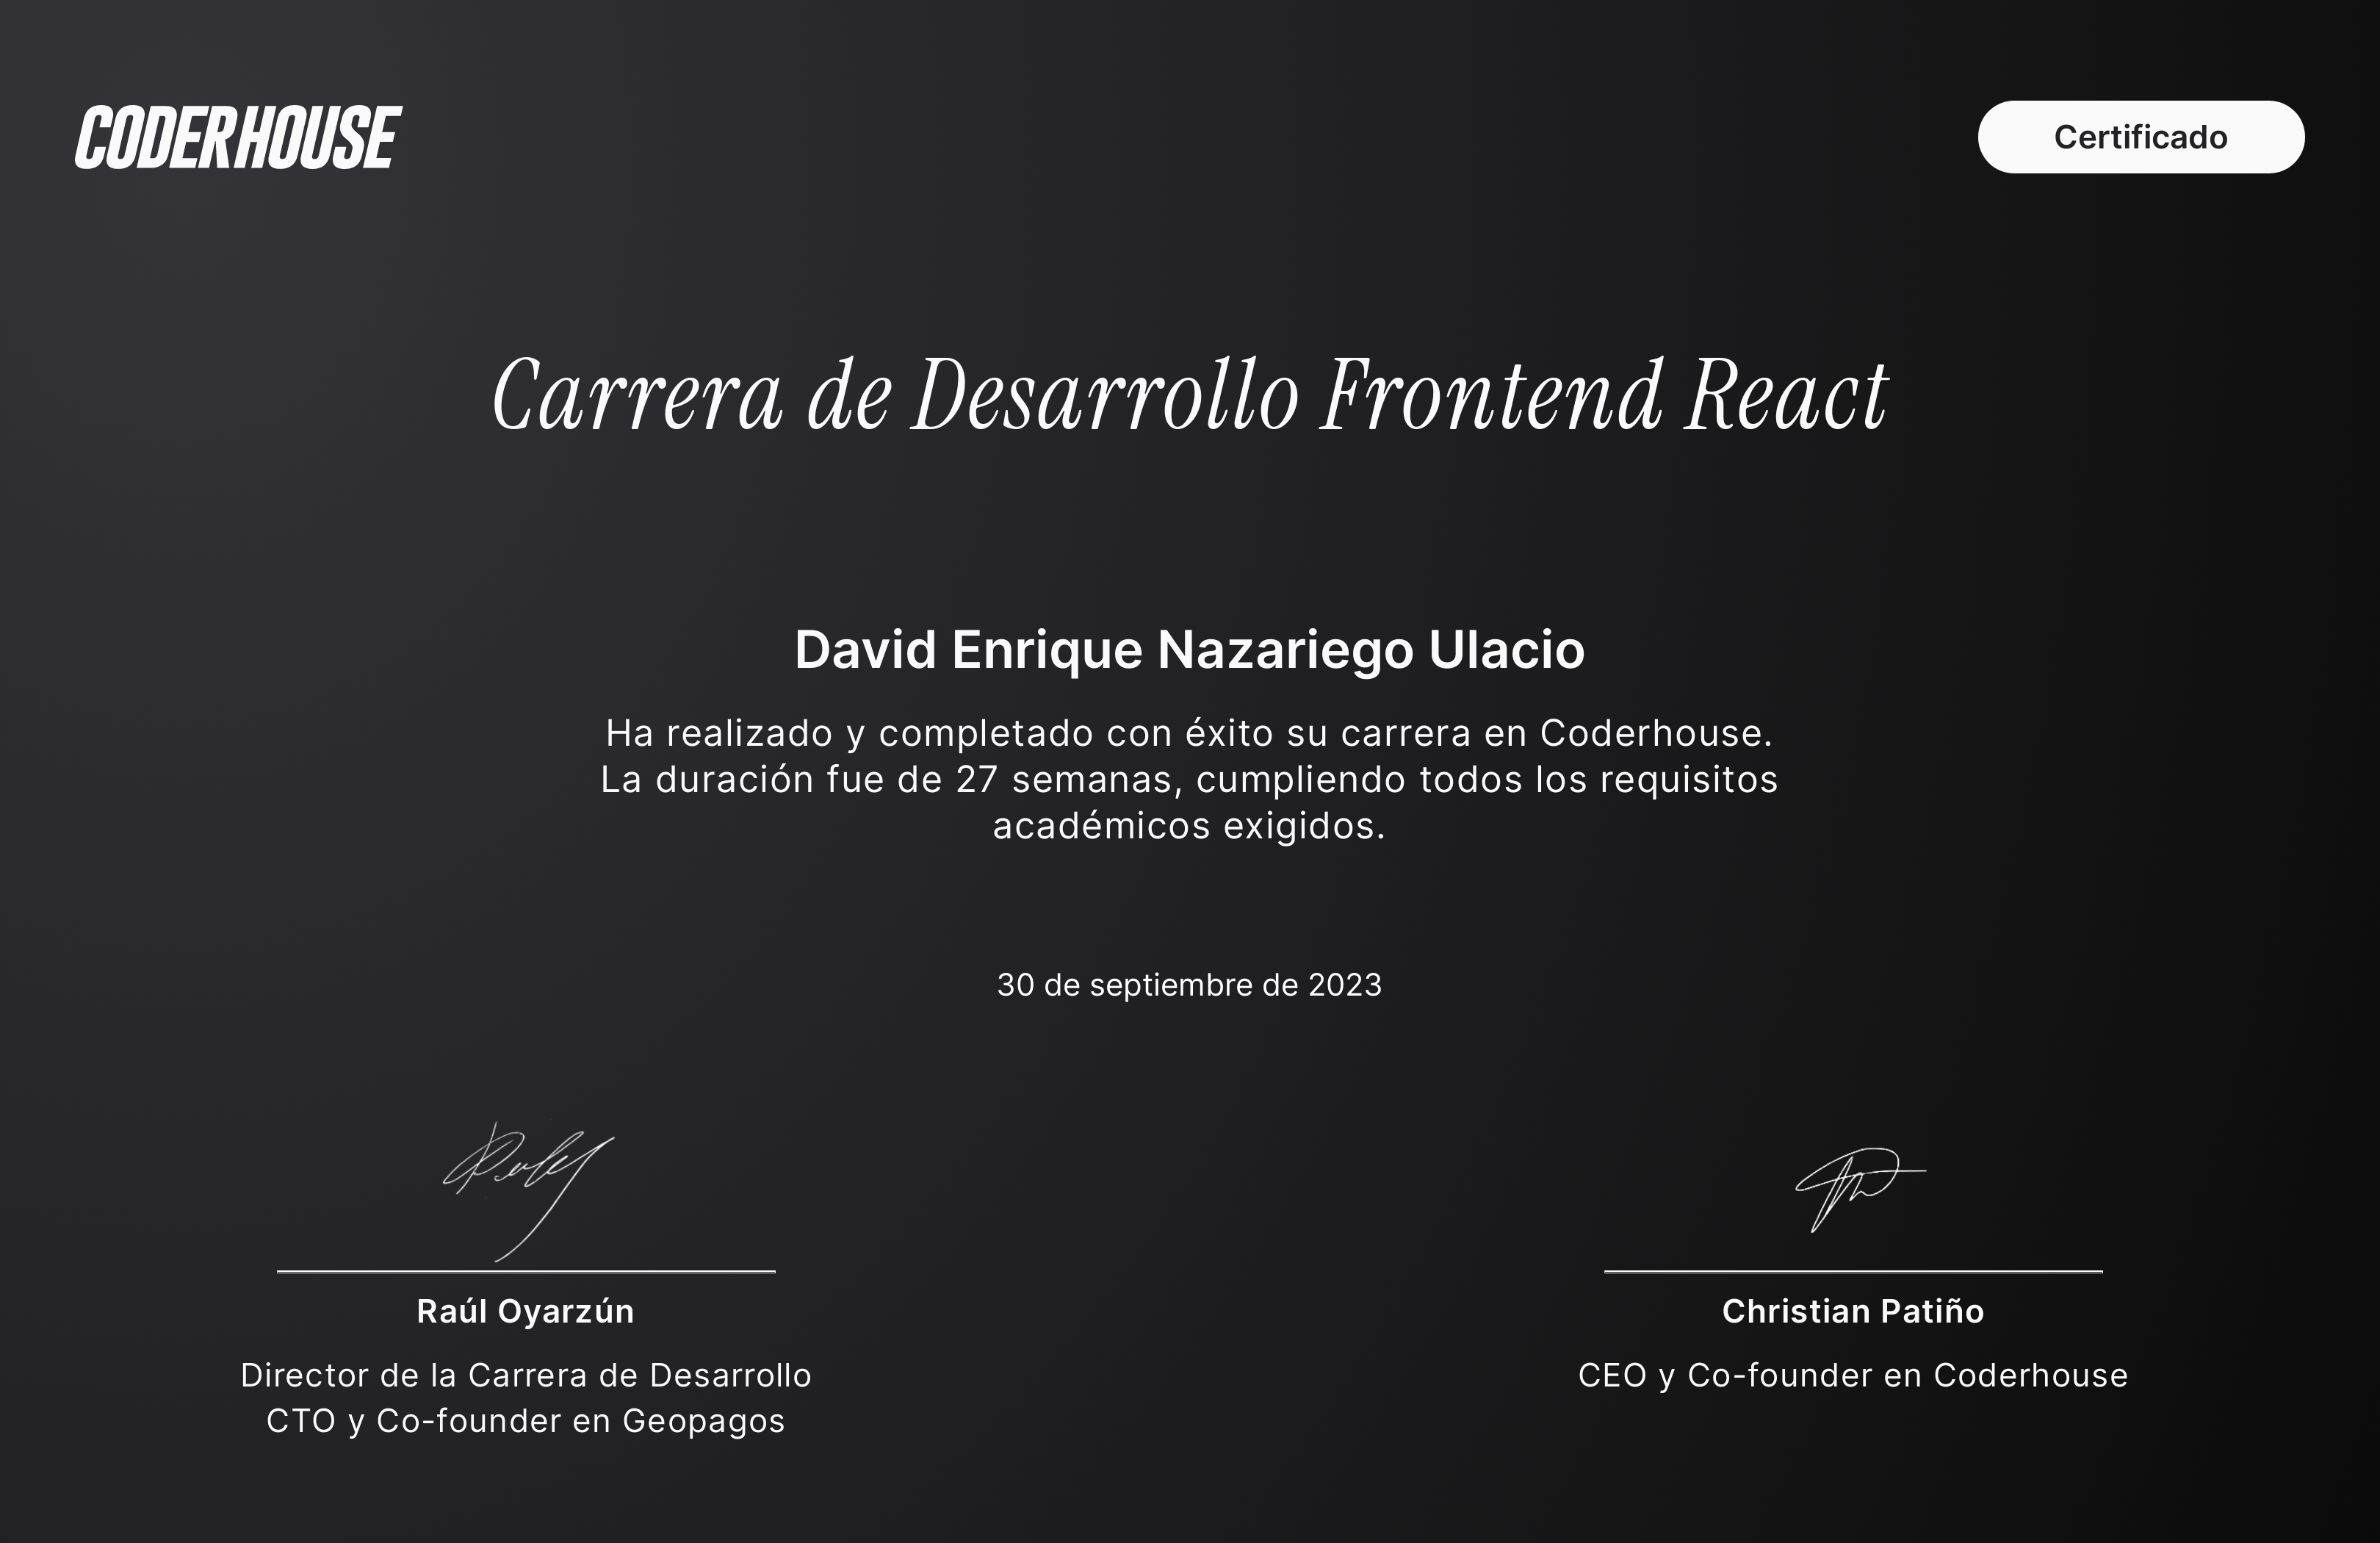 CODERHOUSE
Certificado
Carrera de Desarrollo Frontend React
David Enrique Nazariego Ulacio
Ha realizado y completado con éxito su carrera en Coderhouse.
La duración fue de 27 semanas, cumpliendo todos los requisitos
académicos exigidos.
30 de septiembre de 2023
Raúl Oyarzún
Director de la Carrera de Desarrollo
CTO y Co-founder en Geopagos
Christian Patiño
CEO y Co-founder en Coderhouse